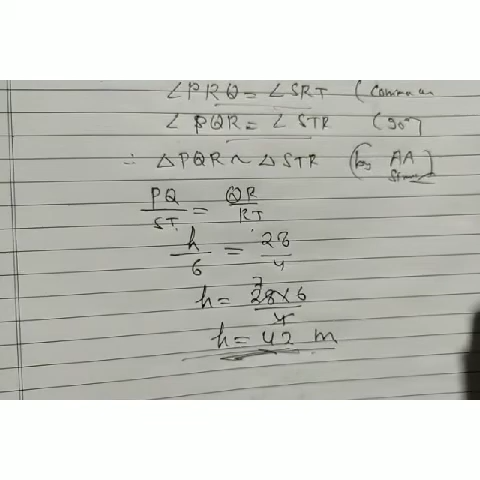 ∠PRQ = ∠SRT (Common
∠PQR = ∠STR (90°)
∴ △PQR ~ △STR (by AA
PQ/ST = QR/RT
h/6 = 28/4
h = 28×6/4 7
h = 42 m